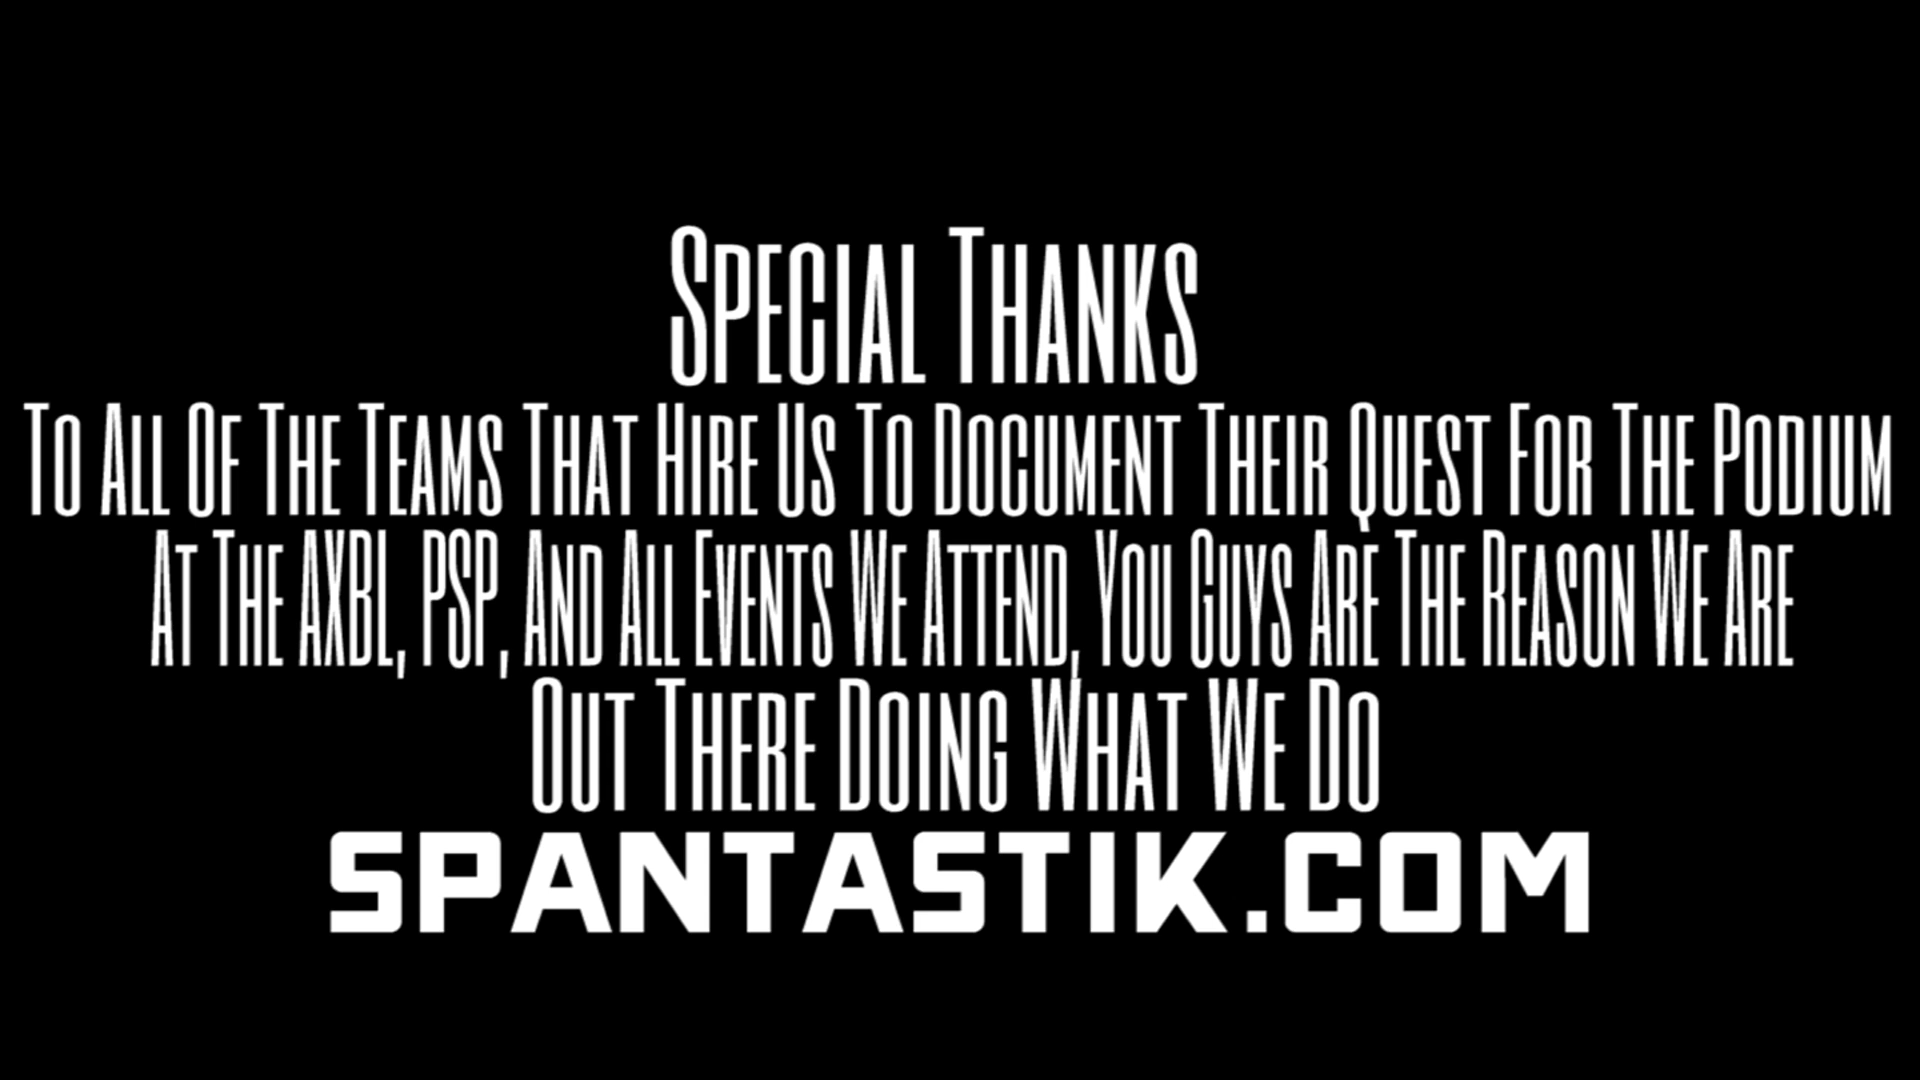 Special Thanks
To All Of The Teams That Hire Us To Document Their Quest For The Podium
At The AXBL, PSP, And All Events We Attend, You Guys Are The Reason We Are
Out There Doing What We Do
SPANTASTIK.COM